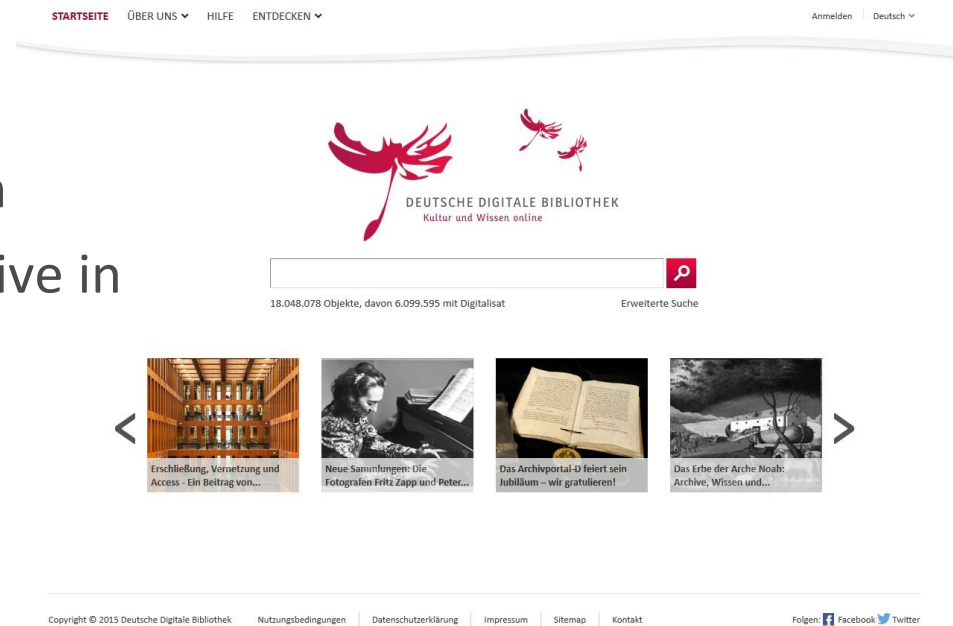 STARTSEITE ÜBER UNS HILFE ENTDECKEN
Anmelden Deutsch
ive in
DEUTSCHE DIGITALE BIBLIOTHEK
Kultur und Wissen online
18.048.078 Objekte, davon 6.099.595 mit Digitalisat
Erweiterte Suche
Erschließung, Vernetzung und
Access - Ein Beitrag von...
Neue Sammlungen: Die
Fotografen Fritz Zapp und Peter...
Das Archivportal-D feiert sein
Jubiläum – wir gratulieren!
Das Erbe der Arche Noah:
Archive, Wissen und...
Copyright © 2015 Deutsche Digitale Bibliothek Nutzungsbedingungen Datenschutzerklärung Impressum Sitemap Kontakt Folgen: Facebook Twitter